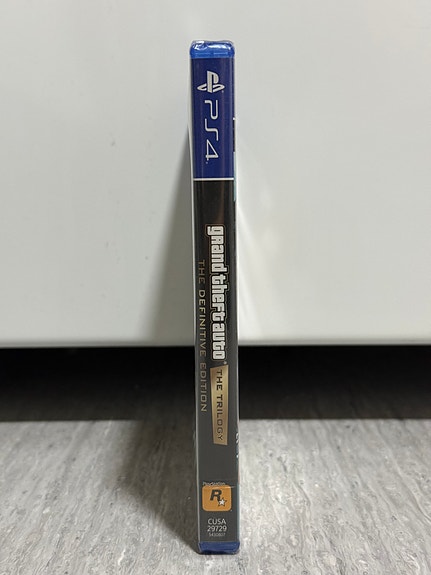 PS4
grand theft auto
THE TRILOGY
THE DEFINITIVE EDITION
R
CUSA
29729